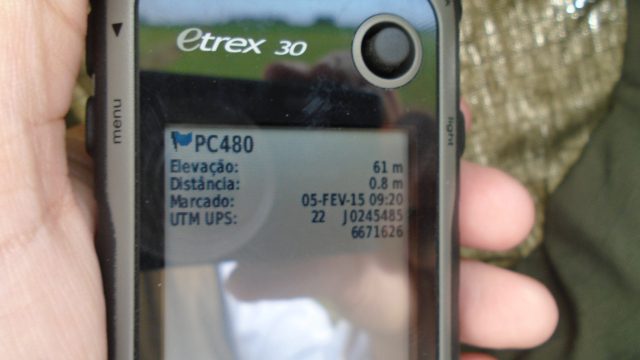 etrex 30
menu
light
PC480
Elevação: 61 m
Distância: 0.8 m
Marcado: 05-FEV-15 09:20
UTM UPS: 22 J0245485
6671626